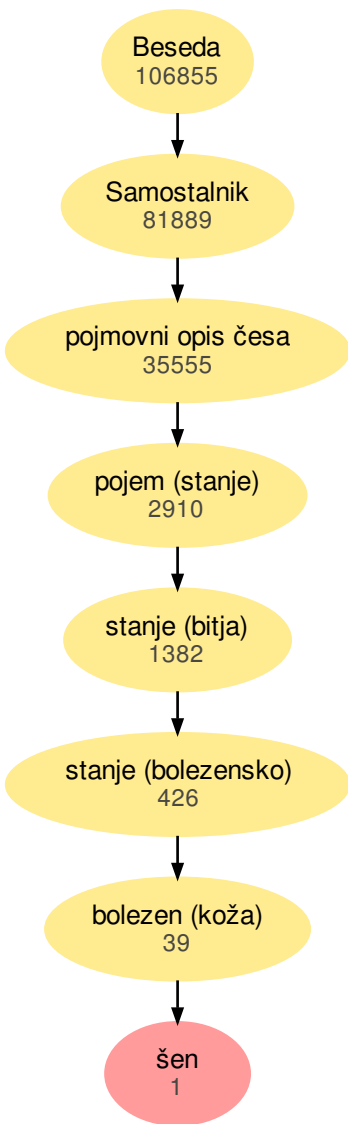 Beseda
106855
Samostalnik
81889
pojmovni opis česa
35555
pojem (stanje)
2910
stanje (bitja)
1382
stanje (bolezensko)
426
bolezen (koža)
39
šen
1